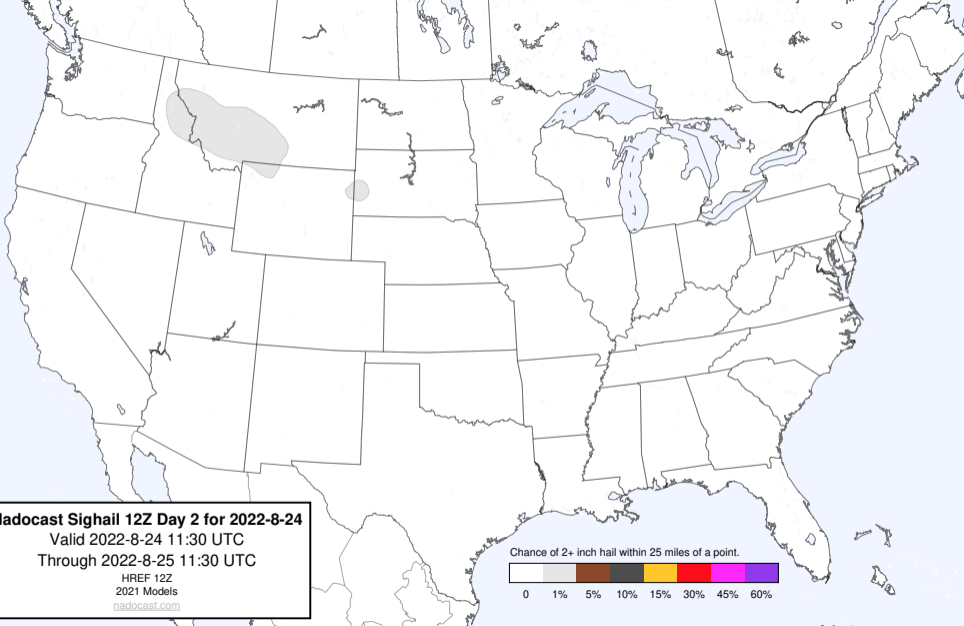 Nadocast Sighail 12Z Day 2 for 2022-8-24
Valid 2022-8-24 11:30 UTC
Through 2022-8-25 11:30 UTC
HREF 12Z
2021 Models
nadocast.com
Chance of 2+ inch hail within 25 miles of a point.
0 1% 5% 10% 15% 30% 45% 60%